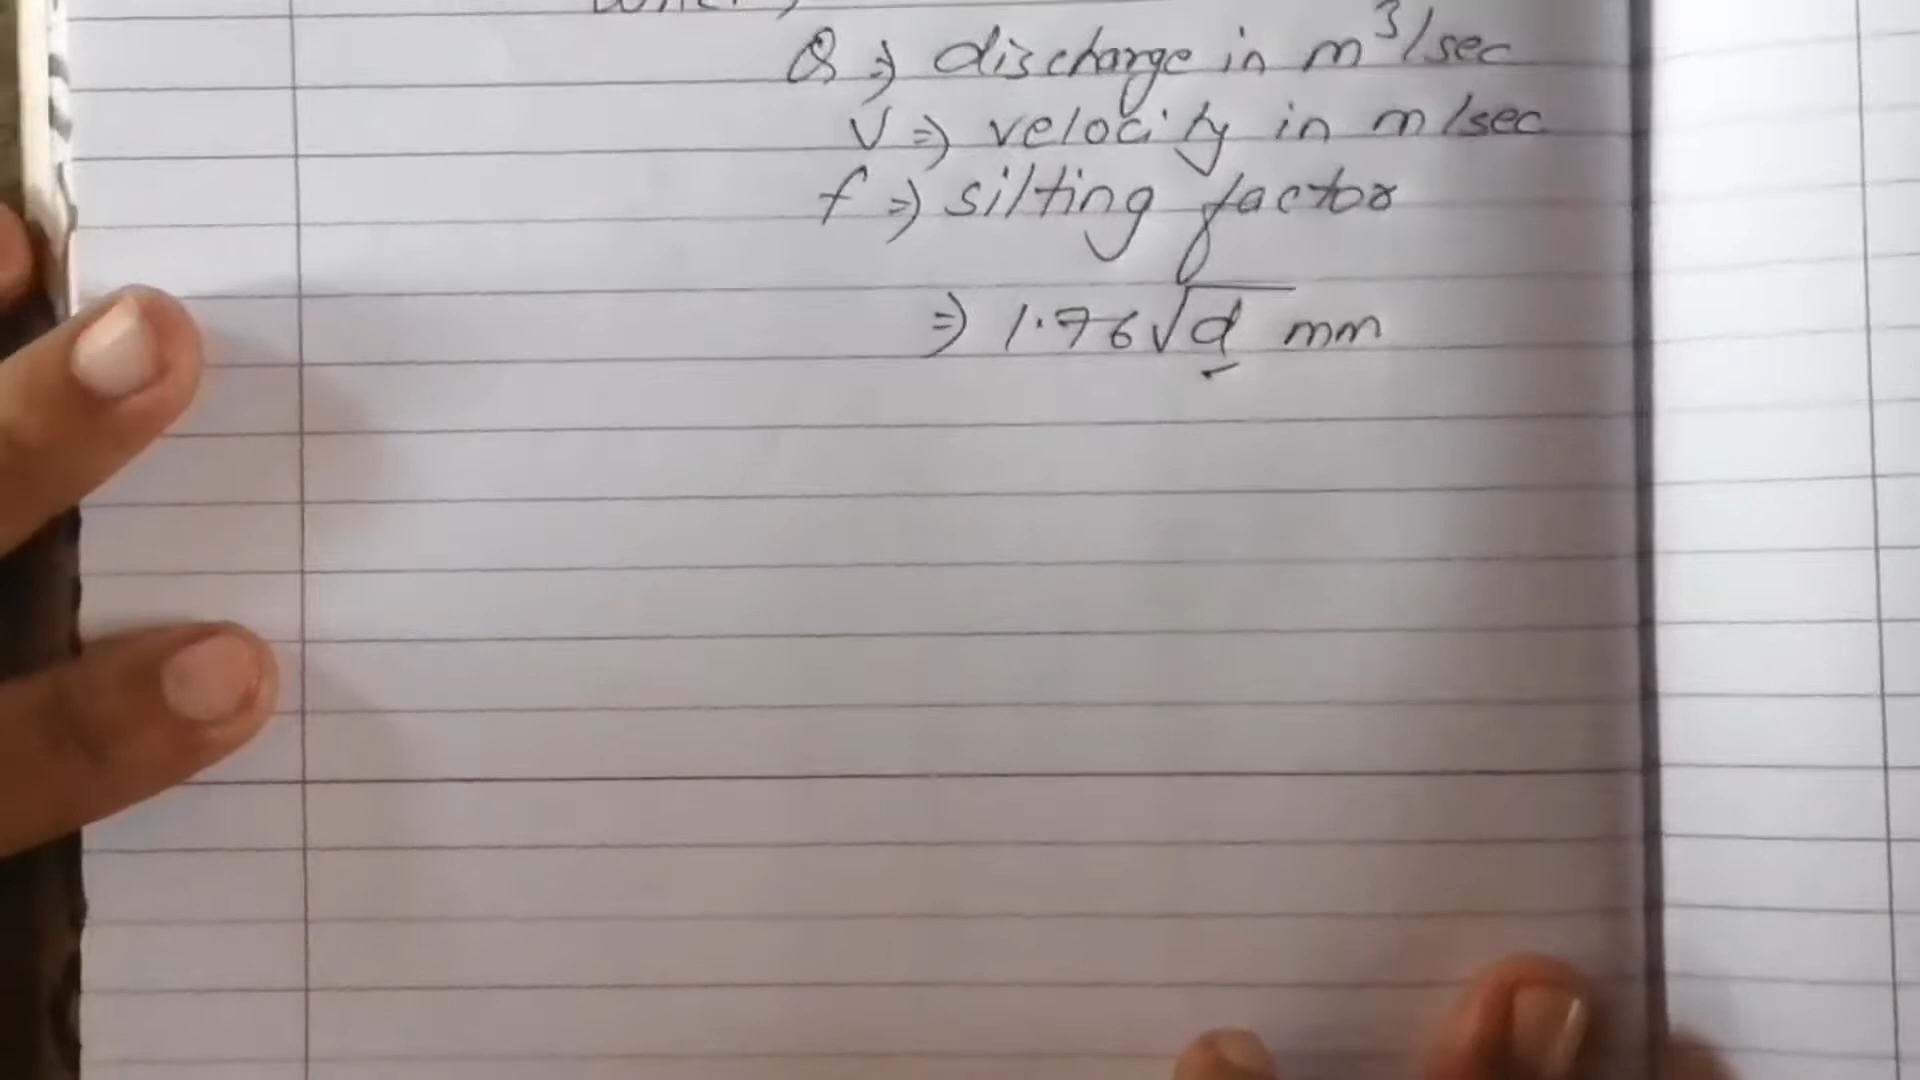 Q => discharge in m³/sec
V => velocity in m/sec
f => silting factor
=> 1.76√d mm